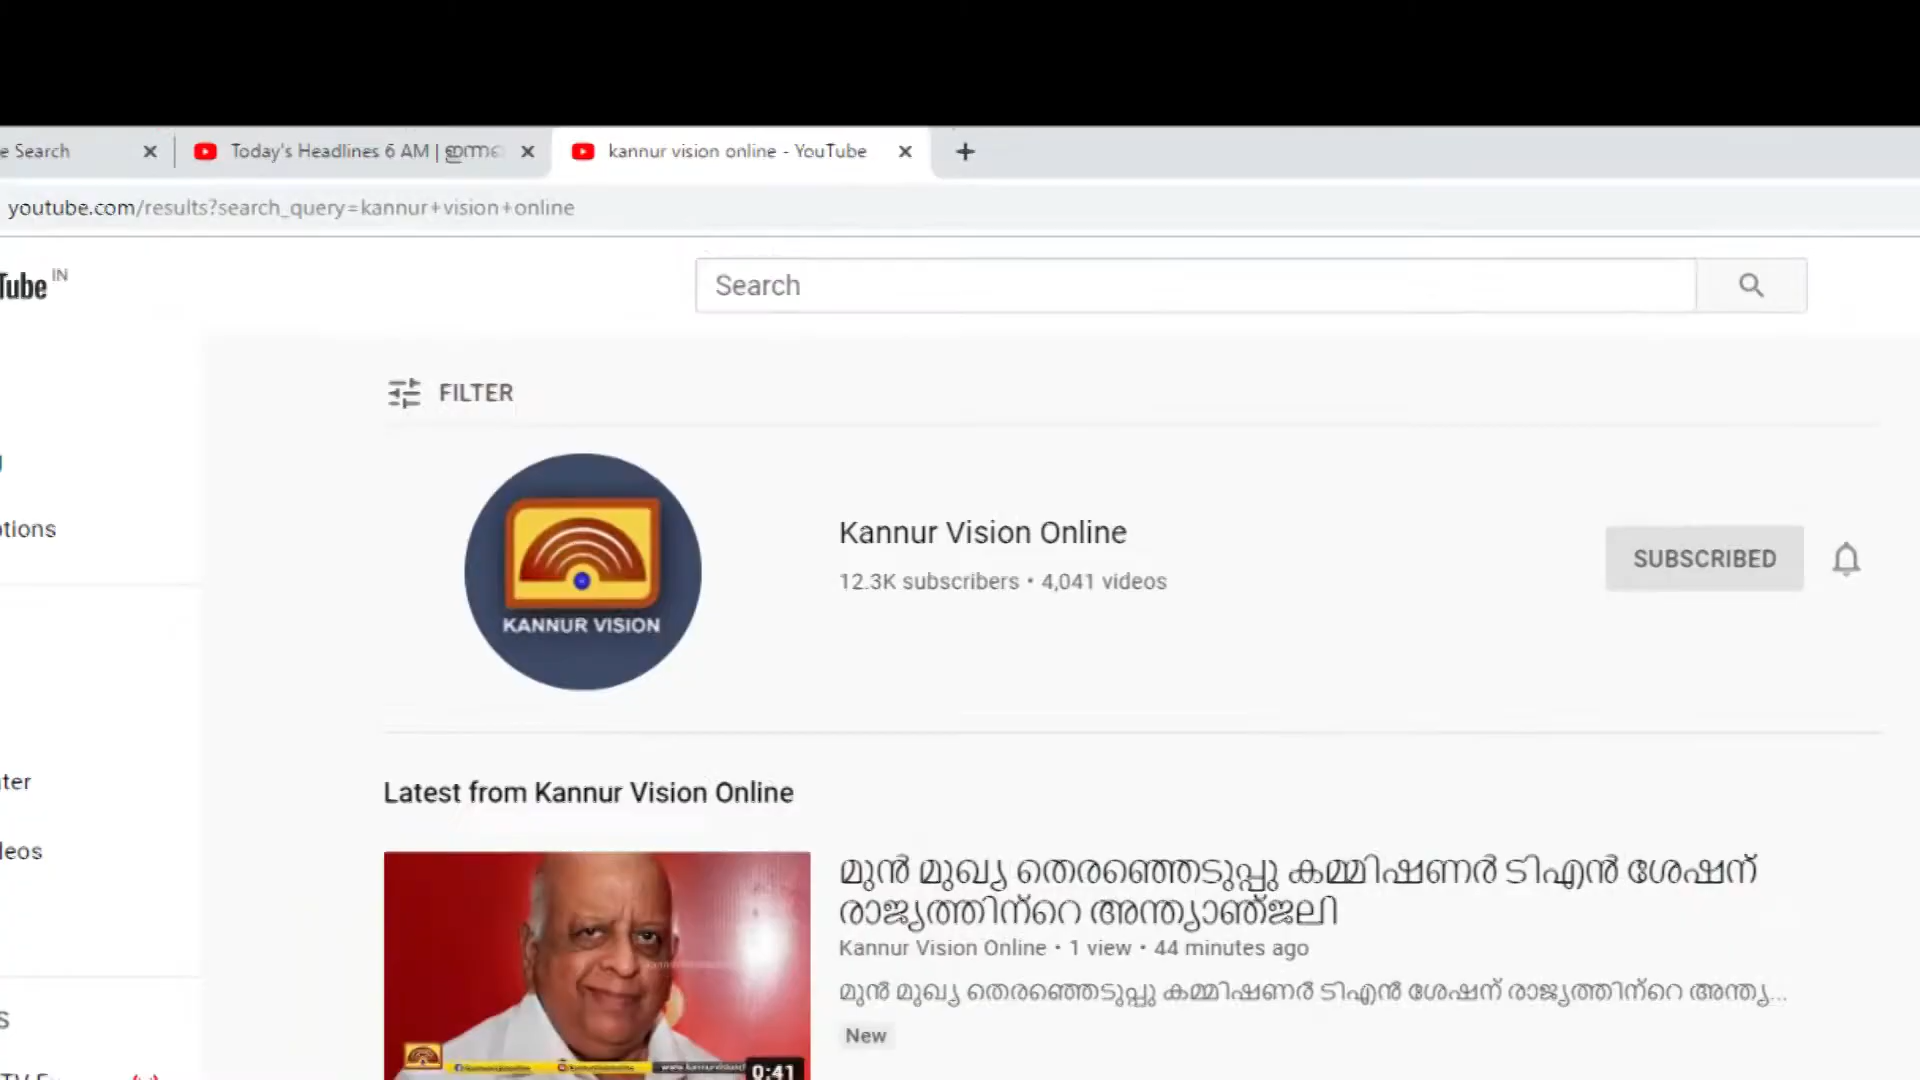 e Search
Today's Headlines 6 AM | ഇന്നത്
kannur vision online - YouTube
youtube.com/results?search_query=kannur+vision+online
Tube IN
Search
FILTER
KANNUR VISION
Kannur Vision Online
12.3K subscribers • 4,041 videos
SUBSCRIBED
otions
Latest from Kannur Vision Online
ter
leos
മുൻ മുഖ്യ തെരഞ്ഞെടുപ്പു കമ്മിഷണർ ടിഎൻ ശേഷന്
രാജ്യത്തിന്റെ അന്ത്യാഞ്ജലി
Kannur Vision Online • 1 view • 44 minutes ago
മുൻ മുഖ്യ തെരഞ്ഞെടുപ്പു കമ്മിഷണർ ടിഎൻ ശേഷന് രാജ്യത്തിന്റെ അന്ത്യ...
New
S
0:41